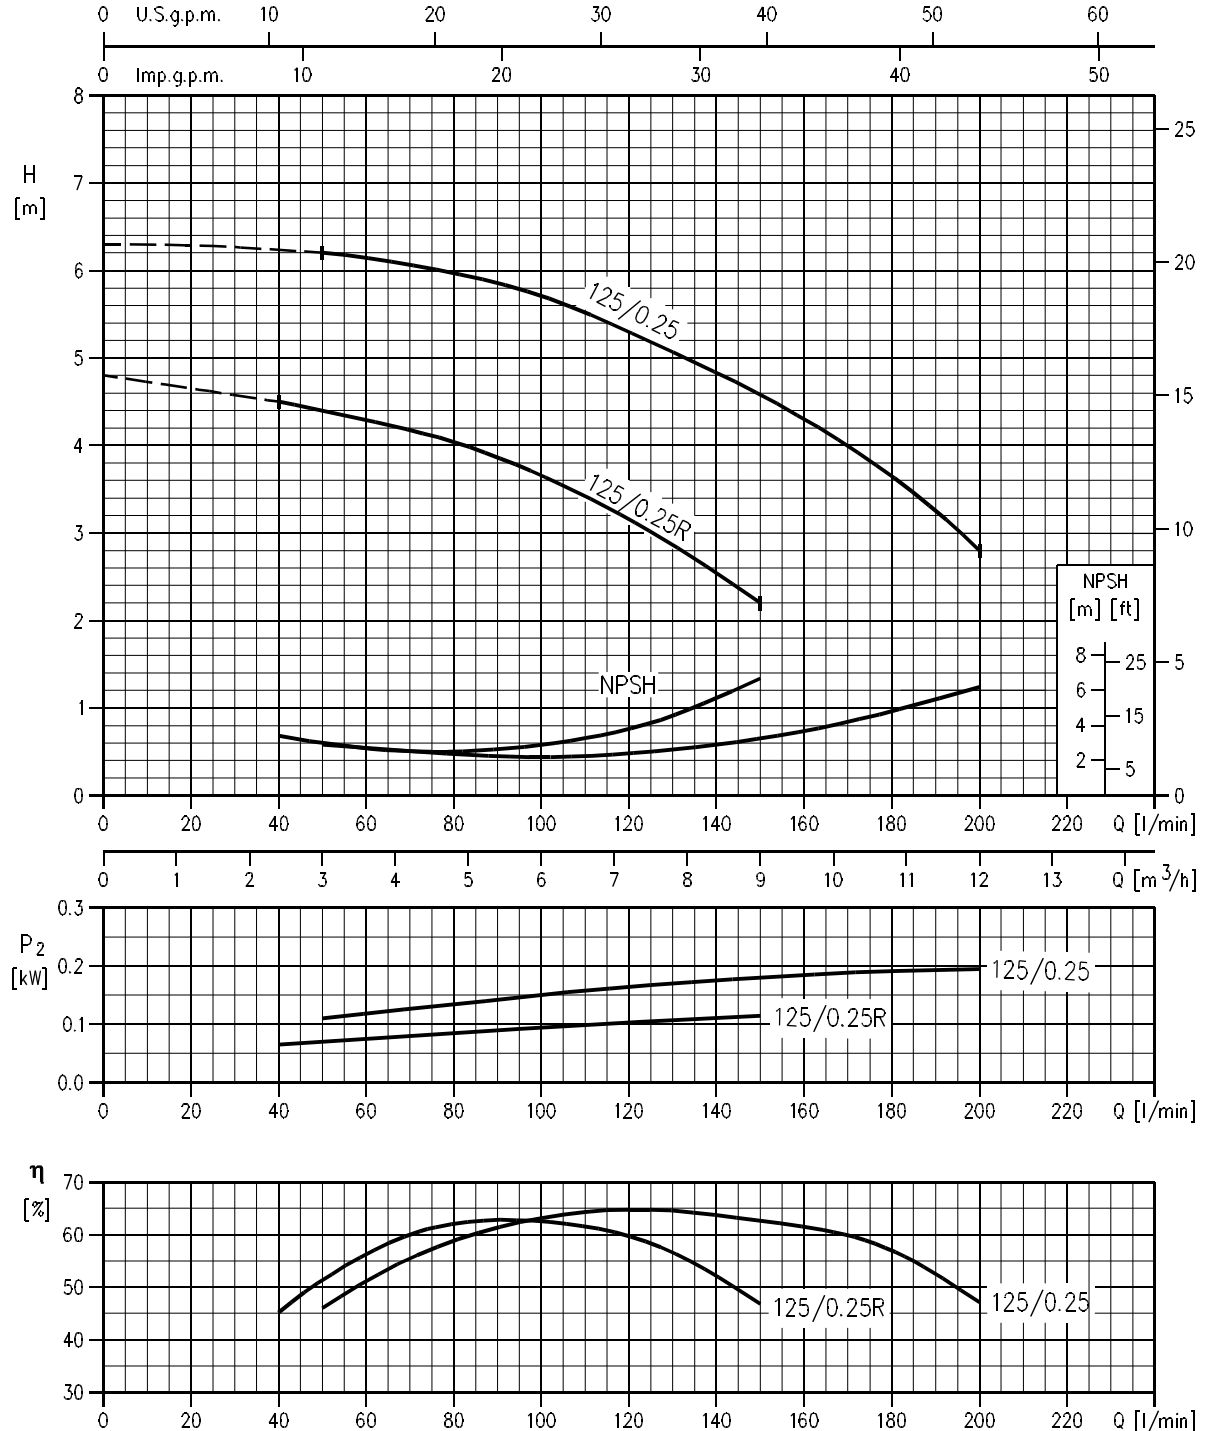 0 U.S.g.p.m. 10 20 30 40 50 60
0 Imp.g.p.m. 10 20 30 40 50
8
25
H
[m]
7
6
20
125/0.25
5
15
4
125/0.25R
3
10
NPSH
[m] [ft]
2
8
25
5
6
NPSH
1
15
4
2
5
0
0
0 20 40 60 80 100 120 140 160 180 200 220 Q [l/min]
0 1 2 3 4 5 6 7 8 9 10 11 12 13 Q [m³/h]
0.3
P2
[kW]
0.2
125/0.25
0.1
125/0.25R
0.0
0 20 40 60 80 100 120 140 160 180 200 220 Q [l/min]
η
[%]
70
60
50
125/0.25R
125/0.25
40
30
0 20 40 60 80 100 120 140 160 180 200 220 Q [l/min]